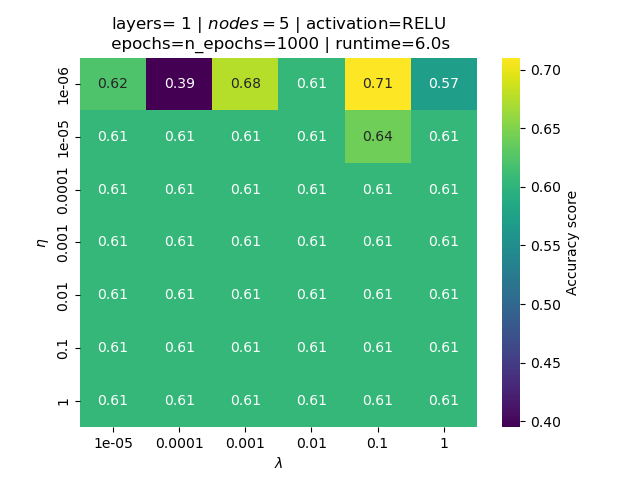 layers= 1 | nodes = 5 | activation=RELU
epochs=n_epochs=1000 | runtime=6.0s
1e-06 0.62 0.39 0.68 0.61 0.71 0.57
1e-05 0.61 0.61 0.61 0.61 0.64 0.61
0.0001 0.61 0.61 0.61 0.61 0.61 0.61
0.001 0.61 0.61 0.61 0.61 0.61 0.61
0.01 0.61 0.61 0.61 0.61 0.61 0.61
0.1 0.61 0.61 0.61 0.61 0.61 0.61
1 0.61 0.61 0.61 0.61 0.61 0.61
η
1e-05 0.0001 0.001 0.01 0.1 1
λ
0.70
0.65
0.60
0.55
0.50
0.45
0.40
Accuracy score